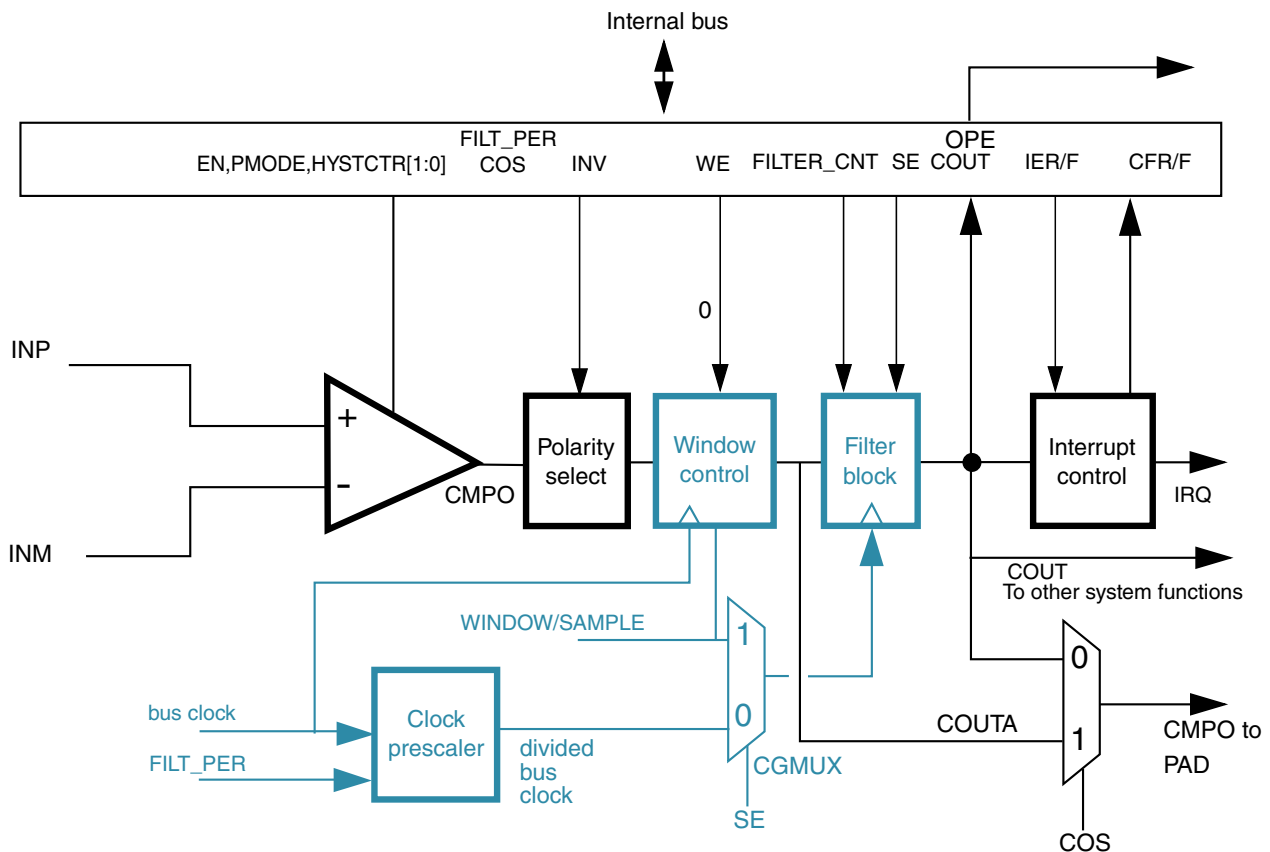 Internal bus
FILT_PER
OPE
EN,PMODE,HYSTCTR[1:0]
COS
INV
WE
FILTER_CNT
SE
COUT
IER/F
CFR/F
0
INP
+
-
INM
CMPO
Polarity
select
Window
control
Filter
block
Interrupt
control
IRQ
COUT
To other system functions
WINDOW/SAMPLE
1
0
CGMUX
SE
bus clock
FILT_PER
Clock
prescaler
divided
bus
clock
COUTA
0
1
CMPO to
PAD
COS